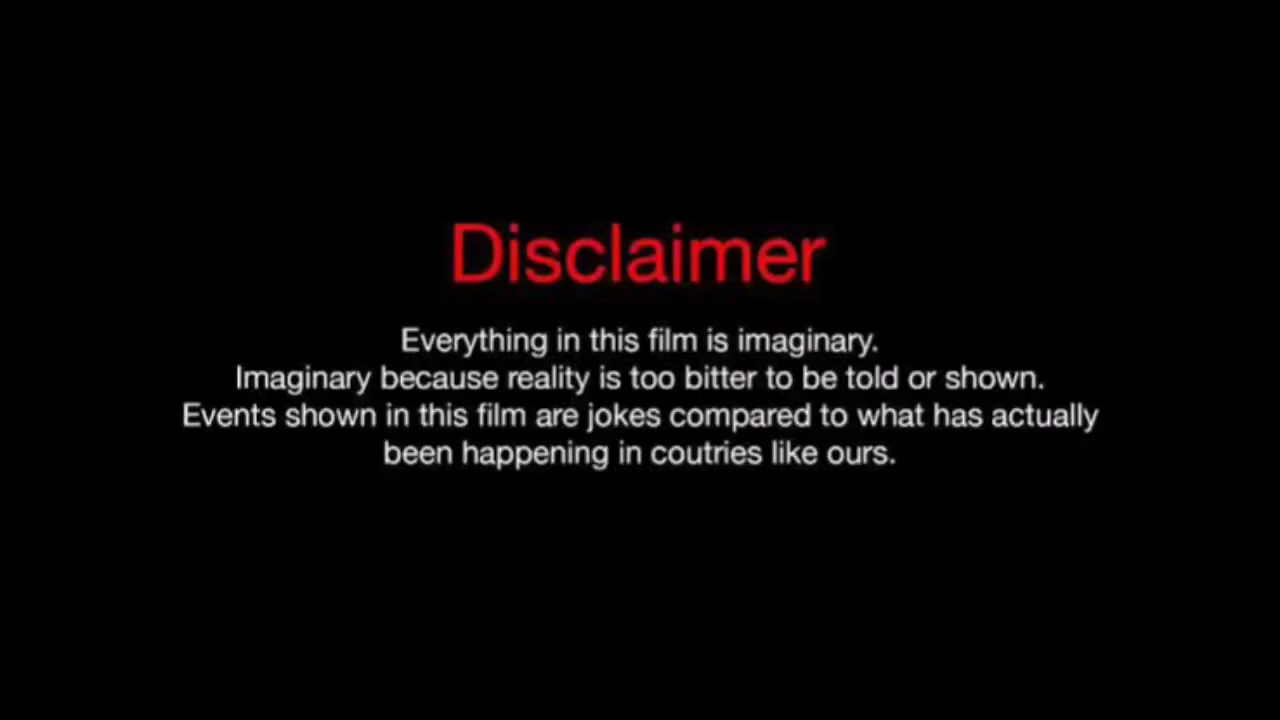 Disclaimer
Everything in this film is imaginary.
Imaginary because reality is too bitter to be told or shown.
Events shown in this film are jokes compared to what has actually
been happening in coutries like ours.